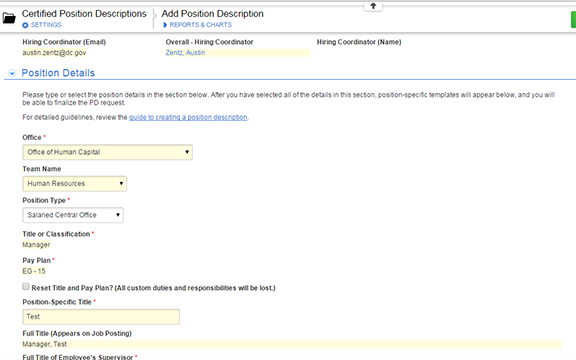 Certified Position Descriptions
Add Position Description
SETTINGS
REPORTS & CHARTS
Hiring Coordinator (Email)
Overall - Hiring Coordinator
Hiring Coordinator (Name)
austin.zentz@dc.gov
Zentz, Austin
Position Details
Please type or select the position details in the section below. After you have selected all of the details in this section, position-specific templates will appear below, and you will
be able to finalize the PD request.
For detailed guidelines, review the guide to creating a position description.
Office *
Office of Human Capital
Team Name
Human Resources
Position Type *
Salaried Central Office
Title or Classification *
Manager
Pay Plan *
EG - 15
Reset Title and Pay Plan? (All custom duties and responsibilities will be lost.)
Position-Specific Title *
Test
Full Title (Appears on Job Posting)
Manager, Test
Full Title of Employee's Supervisor *